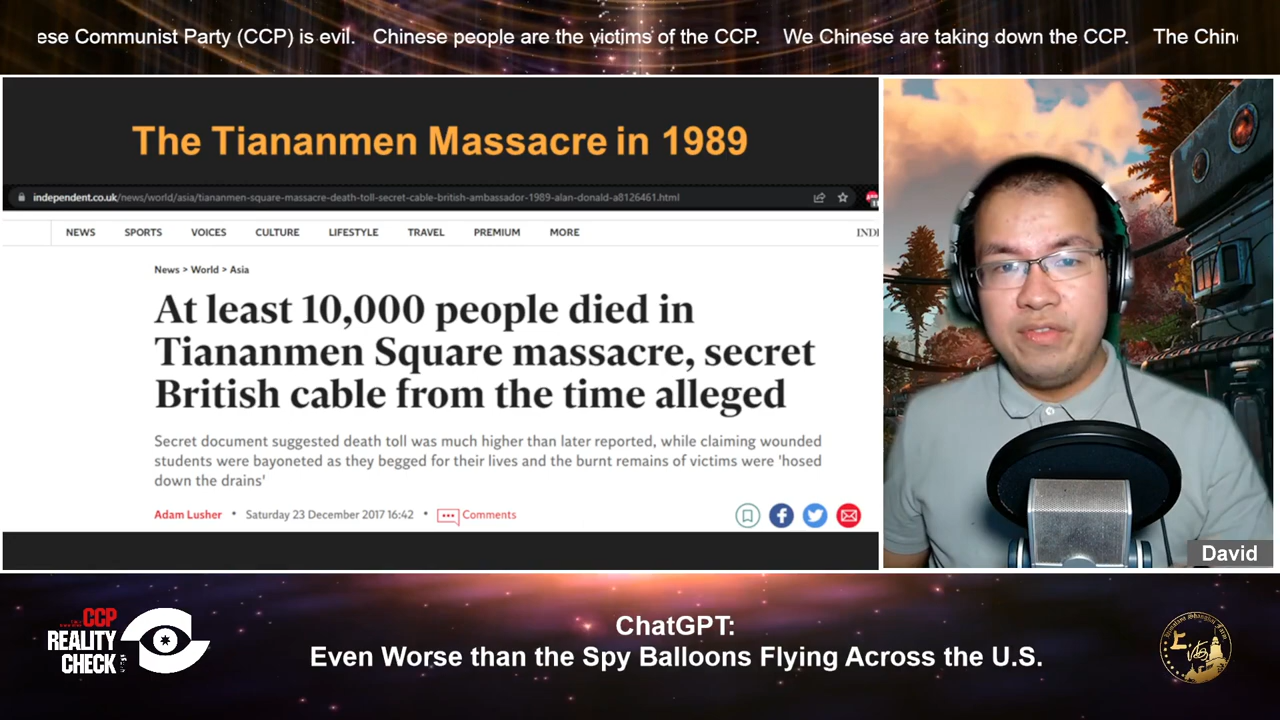 ese Communist Party (CCP) is evil. Chinese people are the victims of the CCP. We Chinese are taking down the CCP. The Chin
The Tiananmen Massacre in 1989
independent.co.uk/news/world/asia/tiananmen-square-massacre-death-toll-secret-cable-british-ambassador-1989-alan-donald-a8126461.html
NEWS SPORTS VOICES CULTURE LIFESTYLE TRAVEL PREMIUM MORE INDE
News > World > Asia
At least 10,000 people died in
Tiananmen Square massacre, secret
British cable from the time alleged
Secret document suggested death toll was much higher than later reported, while claiming wounded
students were bayoneted as they begged for their lives and the burnt remains of victims were 'hosed
down the drains'
Adam Lusher • Saturday 23 December 2017 16:42 • Comments
David
CCP
REALITY
CHECK
ChatGPT:
Even Worse than the Spy Balloons Flying Across the U.S.